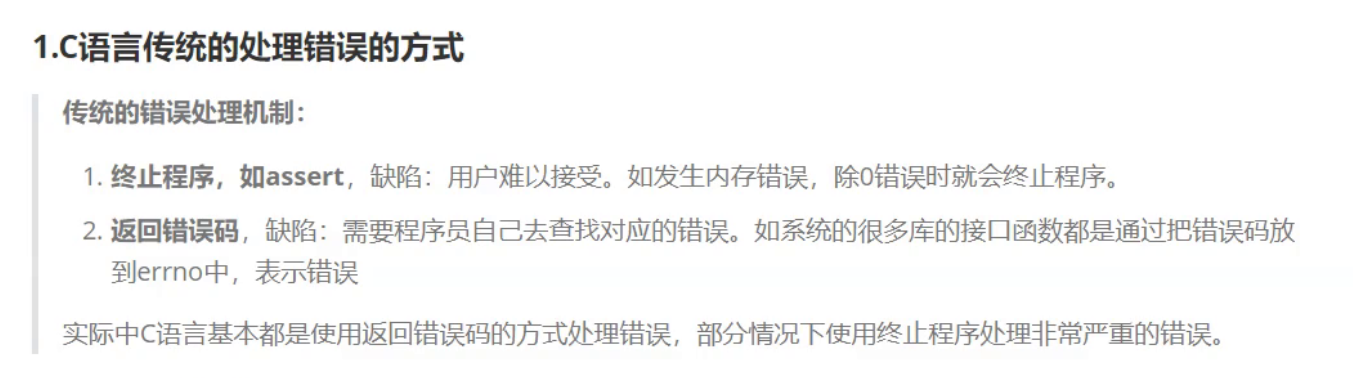 1.C语言传统的处理错误的方式
传统的错误处理机制：
1. 终止程序，如assert，缺陷：用户难以接受。如发生内存错误，除0错误时就会终止程序。
2. 返回错误码，缺陷：需要程序员自己去查找对应的错误。如系统的很多库的接口函数都是通过把错误码放
到errno中，表示错误
实际中C语言基本都是使用返回错误码的方式处理错误，部分情况下使用终止程序处理非常严重的错误。